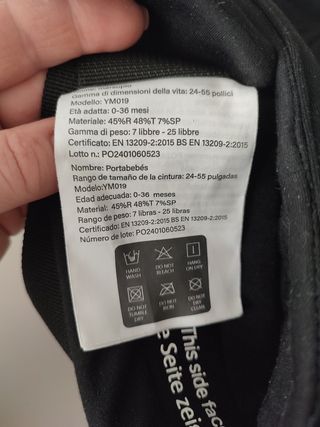 Gamma di dimensioni della vita: 24-55 pollici
Modello: YM019
Età adatta: 0-36 mesi
Materiale: 45%R 48%T 7%SP
Gamma di peso: 7 libbre - 25 libbre
Certificato: EN 13209-2:2015 BS EN 13209-2:2015
Lotto n.: PO2401060523
Nombre: Portabebés
Rango de tamaño de la cintura: 24-55 pulgadas
Modelo:YM019
Edad adecuada: 0-36 meses
Material: 45%R 48%T 7%SP
Rango de peso: 7 libras - 25 libras
Certificado: EN 13209-2:2015 BS EN 13209-2:2015
Número de lote: PO2401060523
HAND WASH
DO NOT BLEACH
HANG ON DRY
DO NOT TUMBLE DRY
DO NOT IRON
DO NOT DRY CLEAN
This side fac
e Seite zei